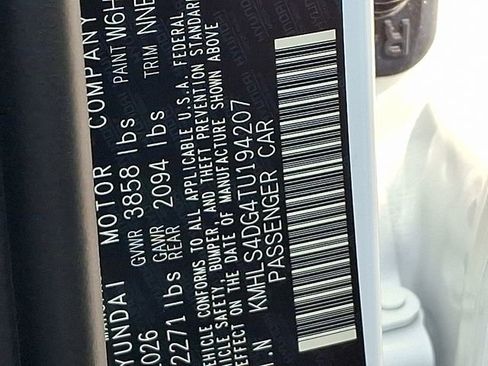 HYUNDAI MOTOR COMPANY
2026 GVWR 3858 lbs PAINT W6H
2271 lbs GAWR REAR 2094 lbs TRIM NNB
VEHICLE CONFORMS TO ALL APPLICABLE U.S.A. FEDERAL
VEHICLE SAFETY, BUMPER, AND THEFT PREVENTION STANDARD
EFFECT ON THE DATE OF MANUFACTURE SHOWN ABOVE
I.N KMHLS4DG4TU194207
PASSENGER CAR